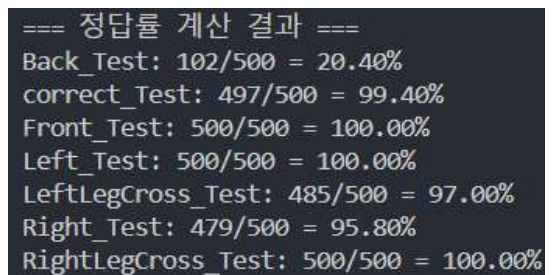 === 정답률 계산 결과 ===
Back_Test: 102/500 = 20.40%
correct_Test: 497/500 = 99.40%
Front_Test: 500/500 = 100.00%
Left_Test: 500/500 = 100.00%
LeftLegCross_Test: 485/500 = 97.00%
Right_Test: 479/500 = 95.80%
RightLegCross_Test: 500/500 = 100.00%